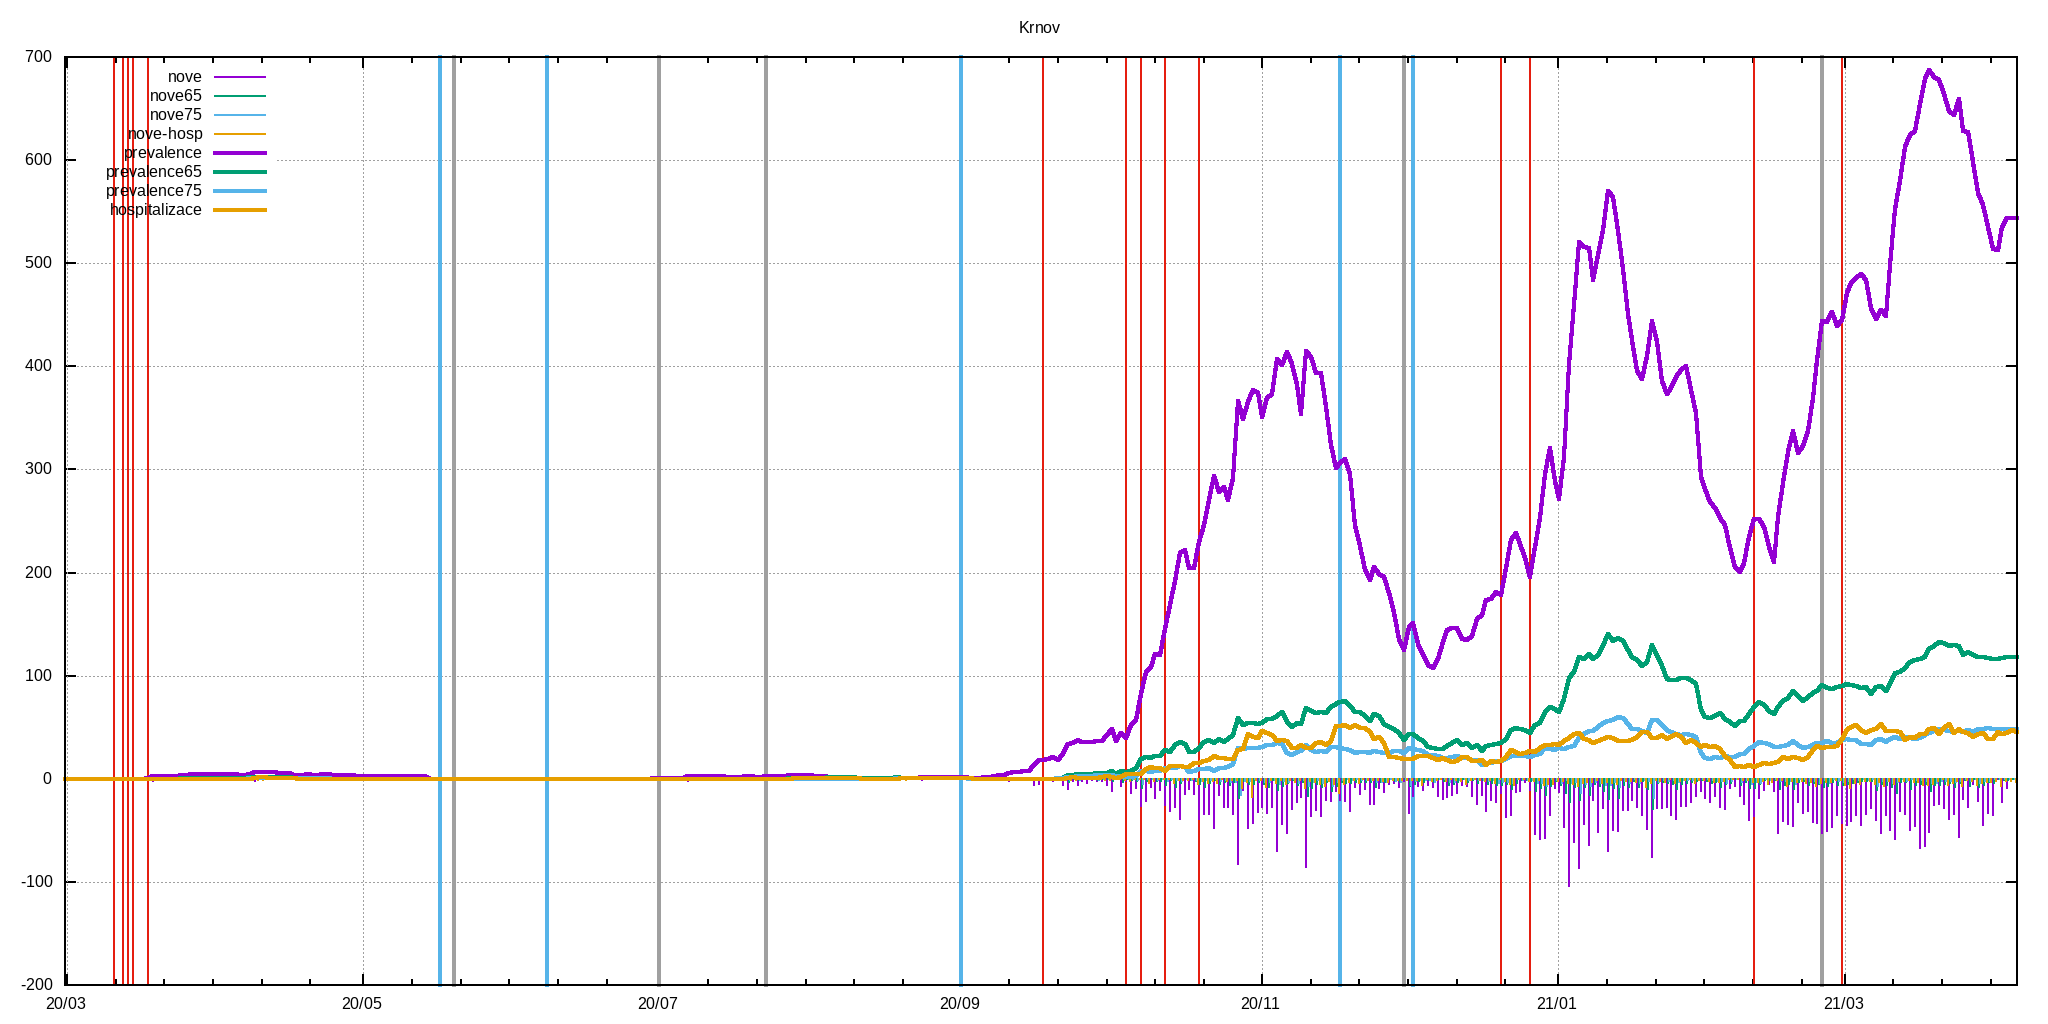 Krnov
700
600
500
400
300
200
100
0
-100
-200
nove
nove65
nove75
nove-hosp
prevalence
prevalence65
prevalence75
hospitalizace
20/03
20/05
20/07
20/09
20/11
21/01
21/03